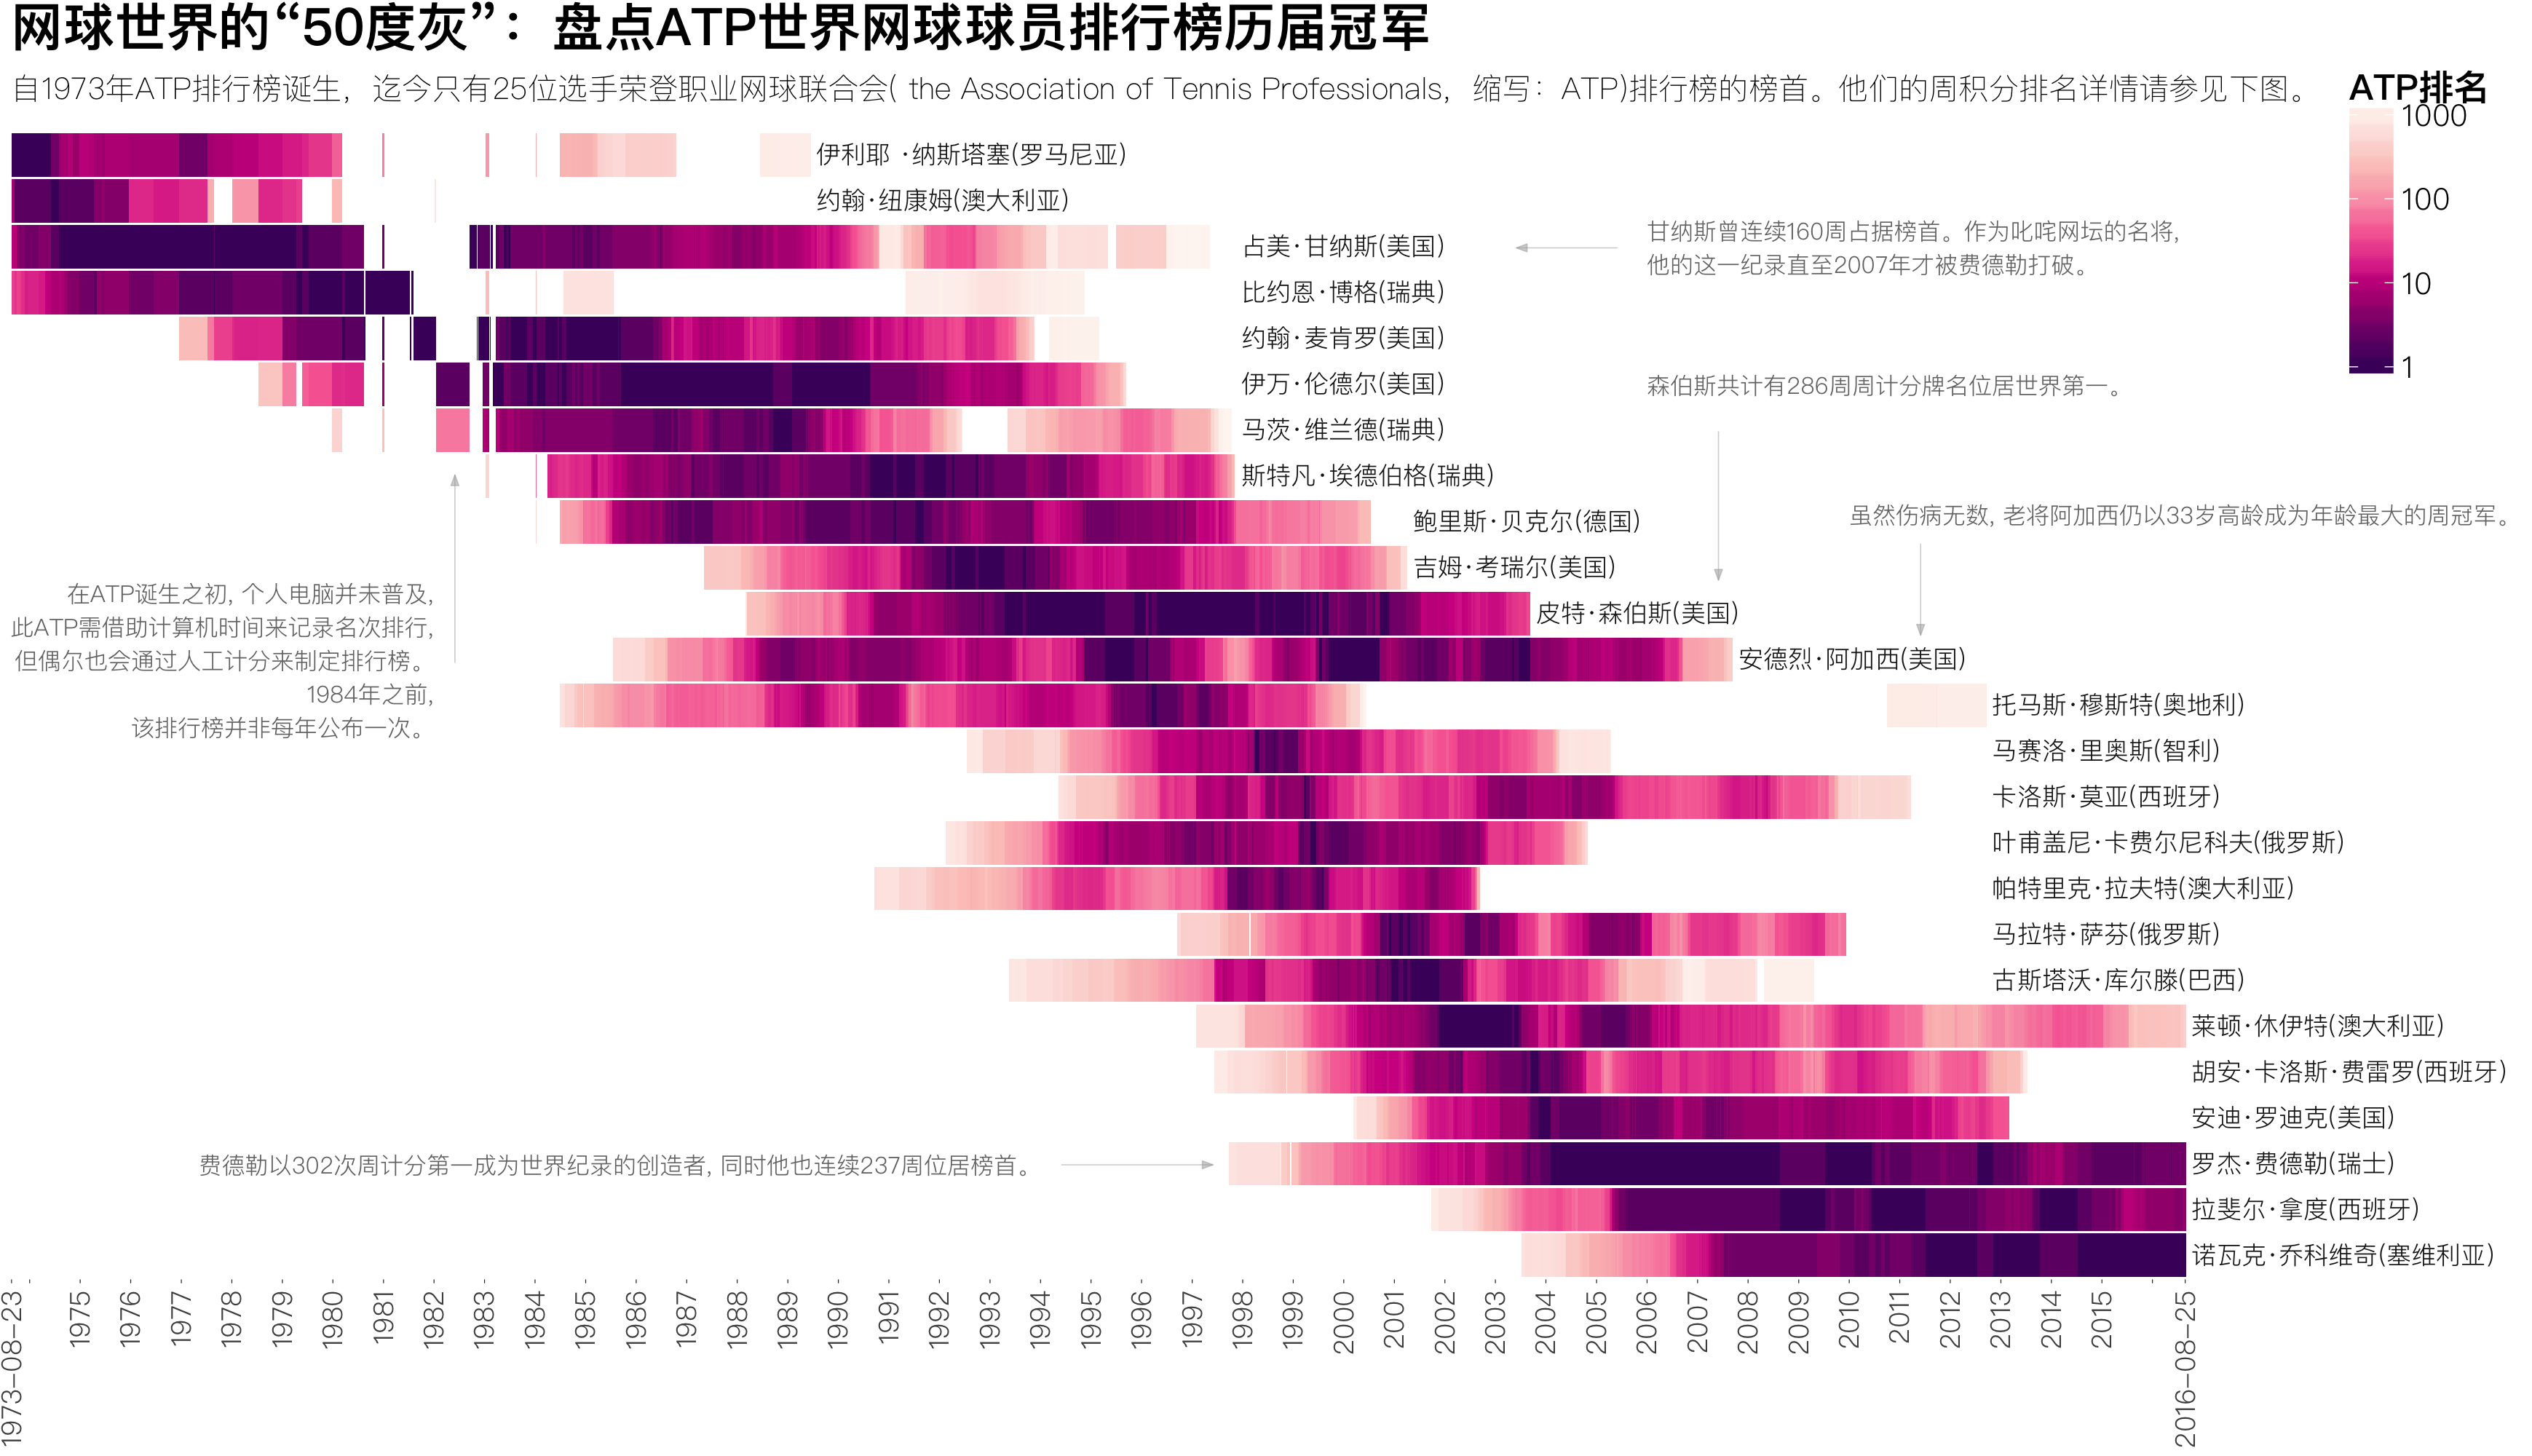 网球世界的“50度灰”：盘点ATP世界网球球员排行榜历届冠军
自1973年ATP排行榜诞生，迄今只有25位选手荣登职业网球联合会( the Association of Tennis Professionals，缩写：ATP)排行榜的榜首。他们的周积分排名详情请参见下图。
ATP排名
1000
100
10
1
伊利耶 ·纳斯塔塞(罗马尼亚)
约翰·纽康姆(澳大利亚)
占美·甘纳斯(美国)
甘纳斯曾连续160周占据榜首。作为叱咤网坛的名将,
他的这一纪录直至2007年才被费德勒打破。
比约恩·博格(瑞典)
约翰·麦肯罗(美国)
伊万·伦德尔(美国)
森伯斯共计有286周周计分牌名位居世界第一。
马茨·维兰德(瑞典)
斯特凡·埃德伯格(瑞典)
鲍里斯·贝克尔(德国)
虽然伤病无数, 老将阿加西仍以33岁高龄成为年龄最大的周冠军。
吉姆·考瑞尔(美国)
皮特·森伯斯(美国)
安德烈·阿加西(美国)
在ATP诞生之初, 个人电脑并未普及,
此ATP需借助计算机时间来记录名次排行,
但偶尔也会通过人工计分来制定排行榜。
1984年之前,
该排行榜并非每年公布一次。
托马斯·穆斯特(奥地利)
马赛洛·里奥斯(智利)
卡洛斯·莫亚(西班牙)
叶甫盖尼·卡费尔尼科夫(俄罗斯)
帕特里克·拉夫特(澳大利亚)
马拉特·萨芬(俄罗斯)
古斯塔沃·库尔滕(巴西)
莱顿·休伊特(澳大利亚)
胡安·卡洛斯·费雷罗(西班牙)
安迪·罗迪克(美国)
费德勒以302次周计分第一成为世界纪录的创造者, 同时他也连续237周位居榜首。
罗杰·费德勒(瑞士)
拉斐尔·拿度(西班牙)
诺瓦克·乔科维奇(塞维利亚)
1973-08-23
1975
1976
1977
1978
1979
1980
1981
1982
1983
1984
1985
1986
1987
1988
1989
1990
1991
1992
1993
1994
1995
1996
1997
1998
1999
2000
2001
2002
2003
2004
2005
2006
2007
2008
2009
2010
2011
2012
2013
2014
2015
2016-08-25